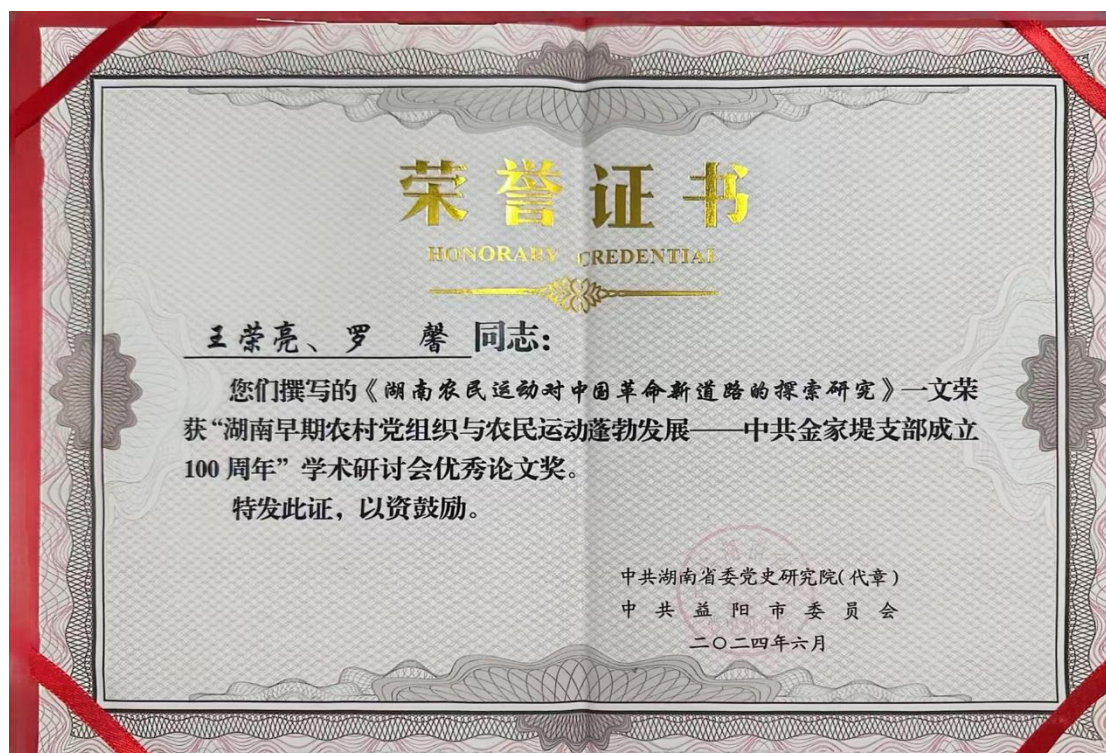 荣誉证书
HONORARY CREDENTIAL
王荣亮、罗 馨 同志:
您们撰写的《湖南农民运动对中国革命新道路的探索研究》一文荣
获“湖南早期农村党组织与农民运动蓬勃发展——中共金家堤支部成立
100周年”学术研讨会优秀论文奖。
特发此证，以资鼓励。
中共湖南省委党史研究院(代章)
中共益阳市委员会
二〇二四年六月